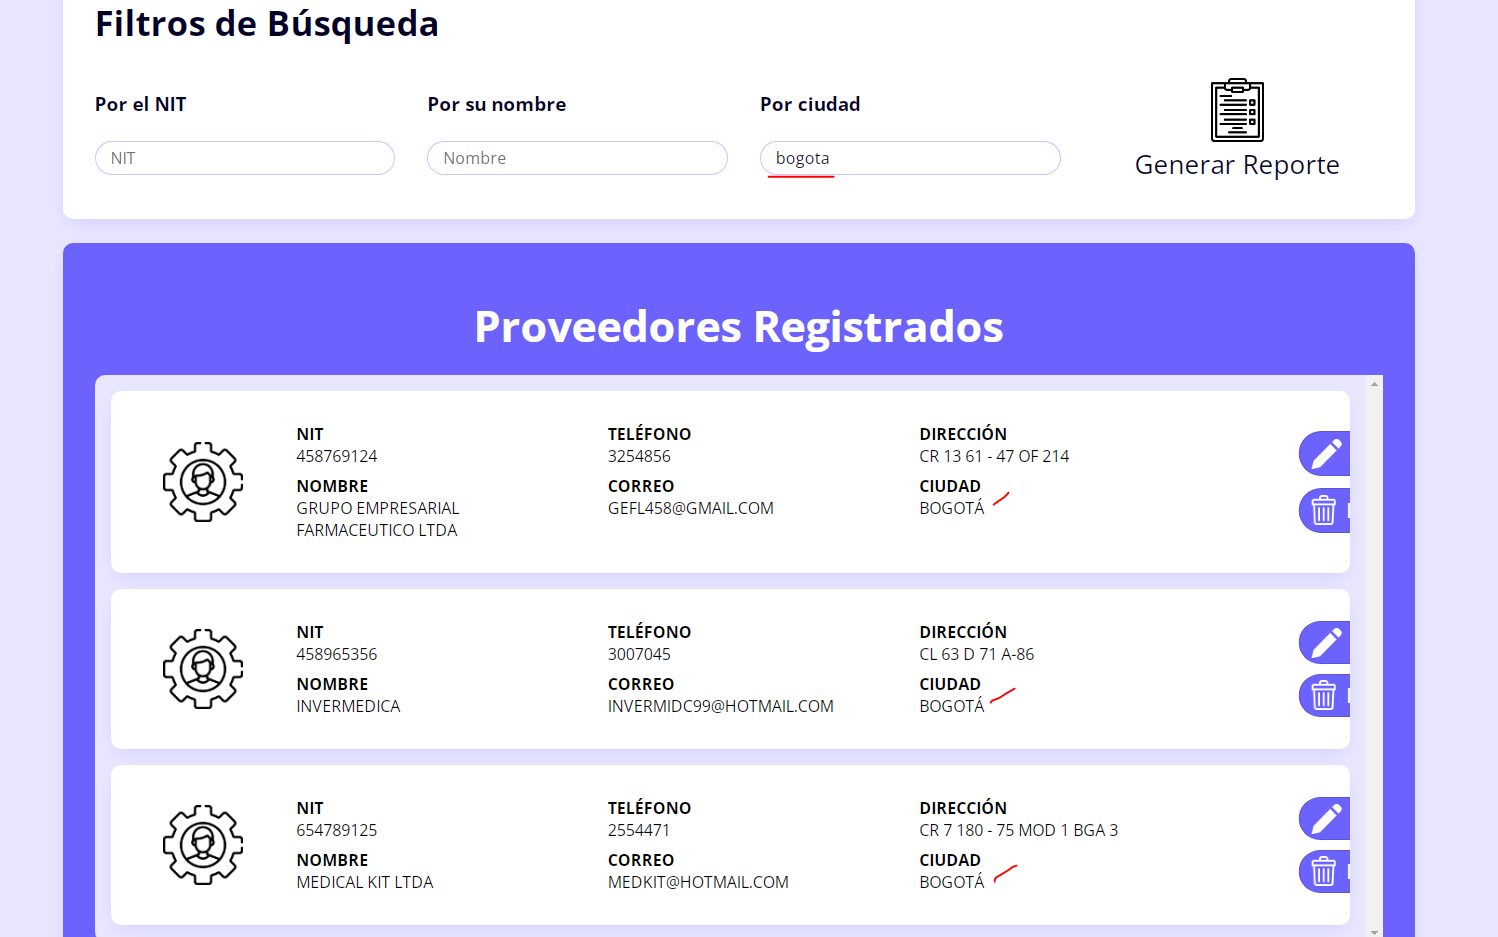 Filtros de Búsqueda
Por el NIT
Por su nombre
Por ciudad
NIT
Nombre
bogota
Generar Reporte
Proveedores Registrados
NIT
458769124
NOMBRE
GRUPO EMPRESARIAL
FARMACEUTICO LTDA
TELÉFONO
3254856
CORREO
GEFL458@GMAIL.COM
DIRECCIÓN
CR 13 61 - 47 OF 214
CIUDAD
BOGOTÁ
NIT
458965356
NOMBRE
INVERMEDICA
TELÉFONO
3007045
CORREO
INVERMIDC99@HOTMAIL.COM
DIRECCIÓN
CL 63 D 71 A-86
CIUDAD
BOGOTÁ
NIT
654789125
NOMBRE
MEDICAL KIT LTDA
TELÉFONO
2554471
CORREO
MEDKIT@HOTMAIL.COM
DIRECCIÓN
CR 7 180 - 75 MOD 1 BGA 3
CIUDAD
BOGOTÁ